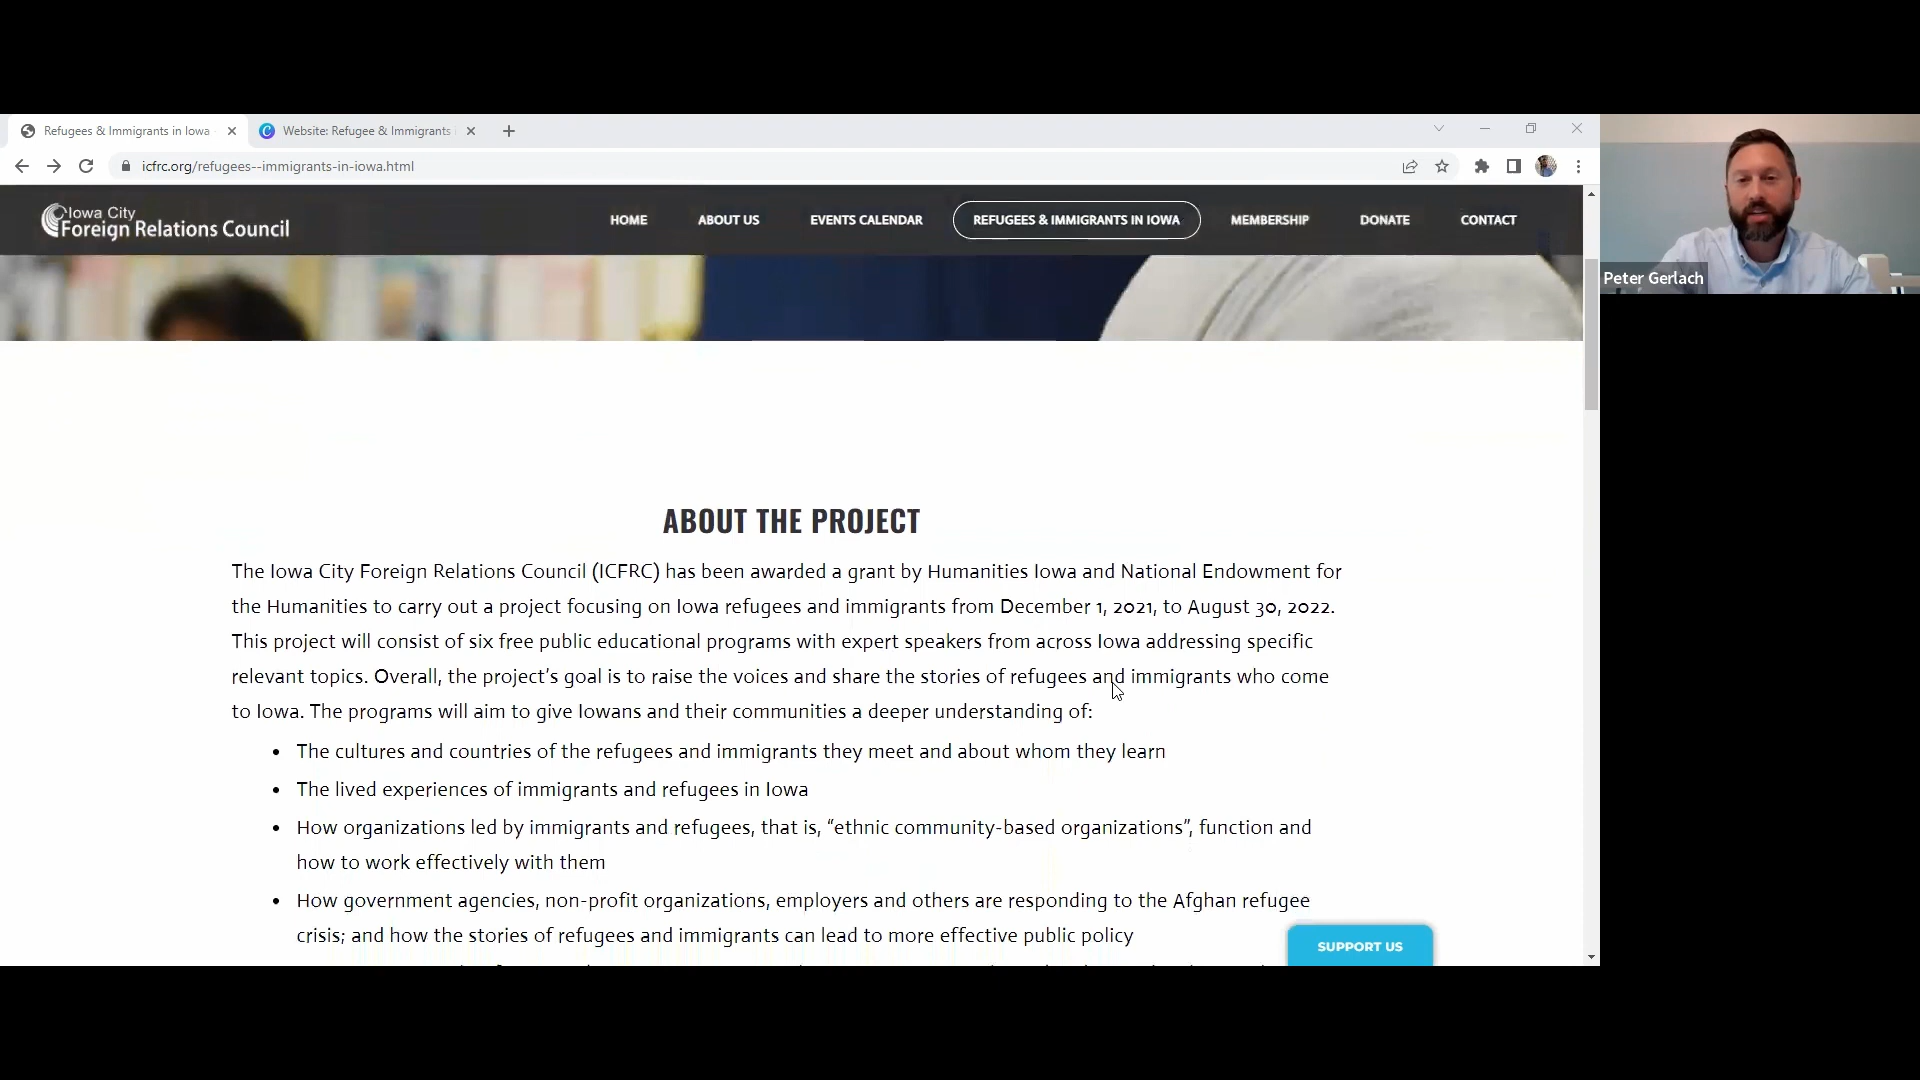 Refugees & Immigrants in Iowa
Website: Refugee & Immigrants
icfrc.org/refugees--immigrants-in-iowa.html
Iowa City
Foreign Relations Council
HOME
ABOUT US
EVENTS CALENDAR
REFUGEES & IMMIGRANTS IN IOWA
MEMBERSHIP
DONATE
CONTACT
Peter Gerlach
ABOUT THE PROJECT
The Iowa City Foreign Relations Council (ICFRC) has been awarded a grant by Humanities Iowa and National Endowment for
the Humanities to carry out a project focusing on Iowa refugees and immigrants from December 1, 2021, to August 30, 2022.
This project will consist of six free public educational programs with expert speakers from across Iowa addressing specific
relevant topics. Overall, the project's goal is to raise the voices and share the stories of refugees and immigrants who come
to Iowa. The programs will aim to give Iowans and their communities a deeper understanding of:
• The cultures and countries of the refugees and immigrants they meet and about whom they learn
• The lived experiences of immigrants and refugees in Iowa
• How organizations led by immigrants and refugees, that is, “ethnic community-based organizations”, function and
how to work effectively with them
• How government agencies, non-profit organizations, employers and others are responding to the Afghan refugee
crisis; and how the stories of refugees and immigrants can lead to more effective public policy
SUPPORT US